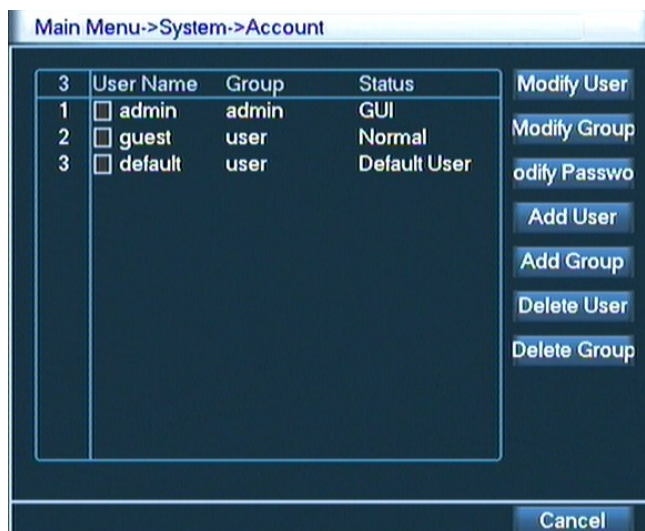 Main Menu->System->Account
3 User Name Group Status
1 admin admin GUI
2 guest user Normal
3 default user Default User
Modify User
Modify Group
odify Passwo
Add User
Add Group
Delete User
Delete Group
Cancel